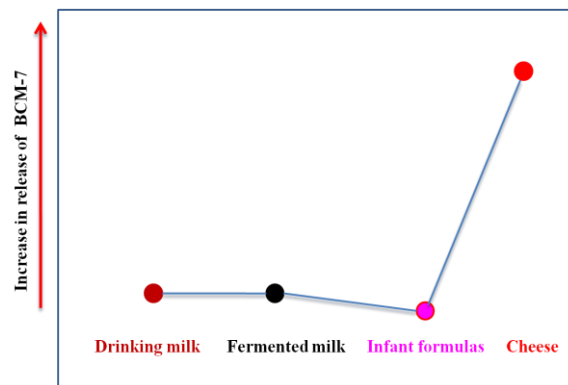 Increase in release of BCM-7
Drinking milk Fermented milk Infant formulas Cheese